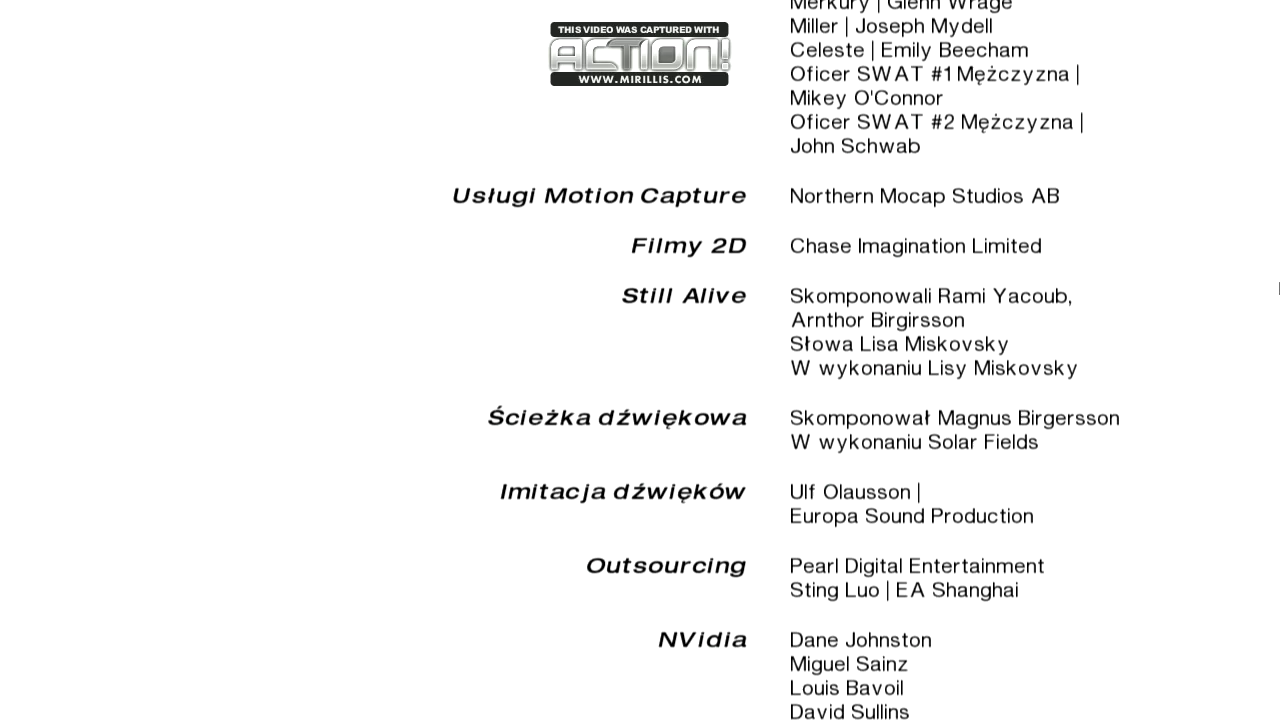 Merkury | Glenn Wrage
THIS VIDEO WAS CAPTURED WITH
ACTION!
WWW.MIRILLIS.COM
Miller | Joseph Mydell
Celeste | Emily Beecham
Oficer SWAT #1 Mężczyzna |
Mikey O'Connor
Oficer SWAT #2 Mężczyzna |
John Schwab
Usługi Motion Capture Northern Mocap Studios AB
Filmy 2D Chase Imagination Limited
Still Alive Skomponowali Rami Yacoub,
Arnthor Birgirsson
Słowa Lisa Miskovsky
W wykonaniu Lisy Miskovsky
Ścieżka dźwiękowa Skomponował Magnus Birgersson
W wykonaniu Solar Fields
Imitacja dźwięków Ulf Olausson |
Europa Sound Production
Outsourcing Pearl Digital Entertainment
Sting Luo | EA Shanghai
NVidia Dane Johnston
Miguel Sainz
Louis Bavoil
David Sullins